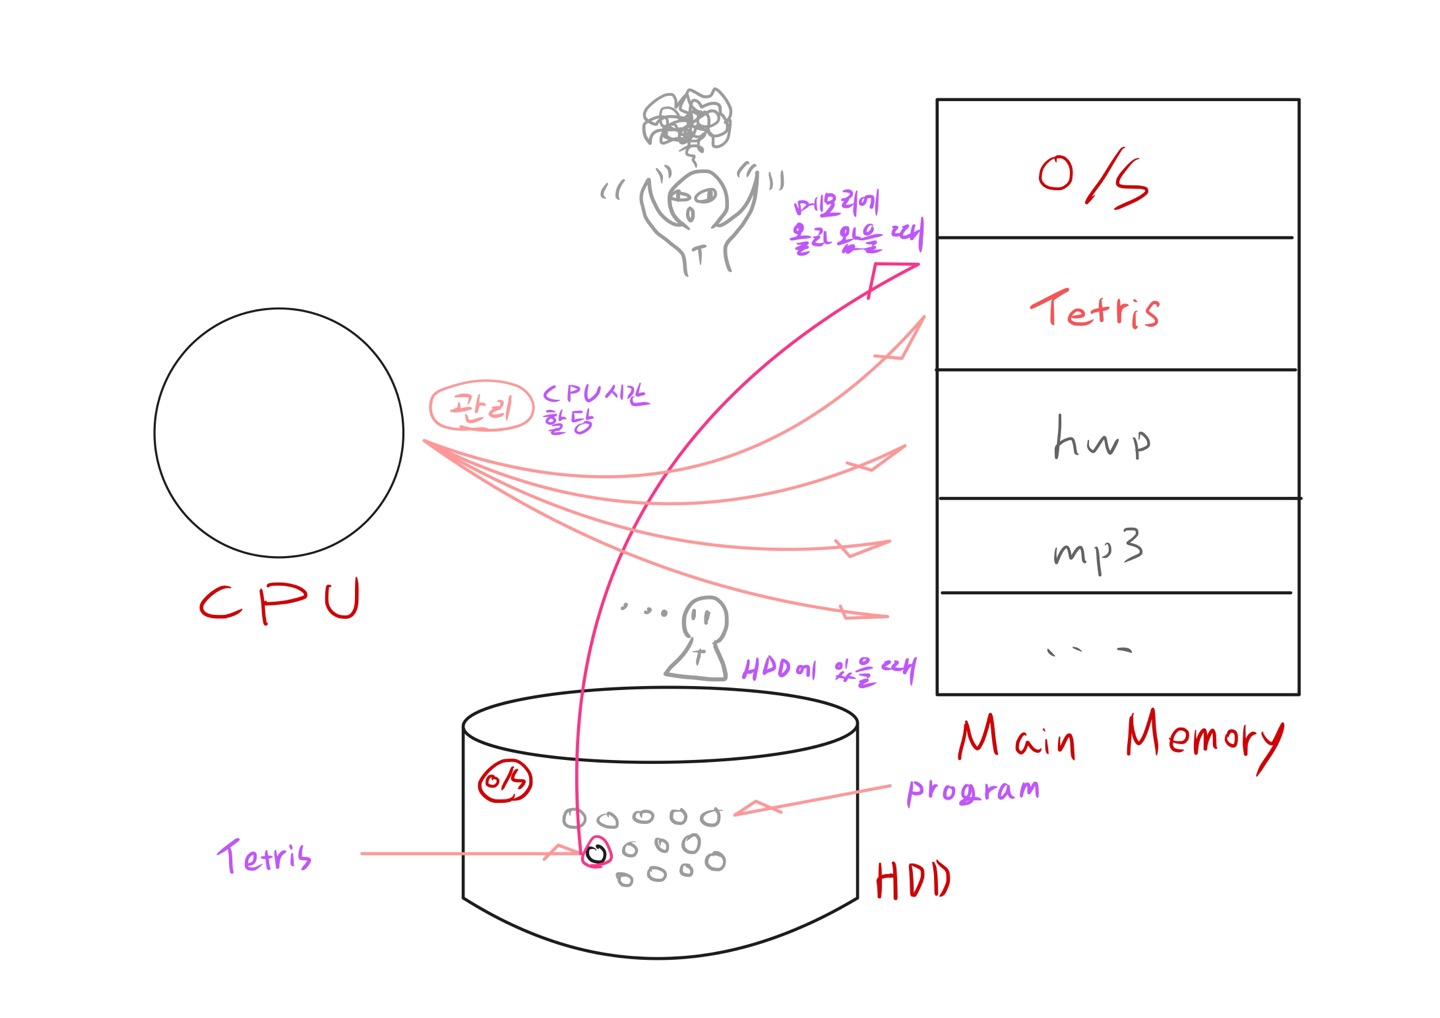 O/S
메모리에
올라 왔을 때
Tetris
T
관리
CPU시간
할당
hwp
mp3
CPU
...
T
HDD에 있을 때
...
Main Memory
O/S
program
Tetris
HDD